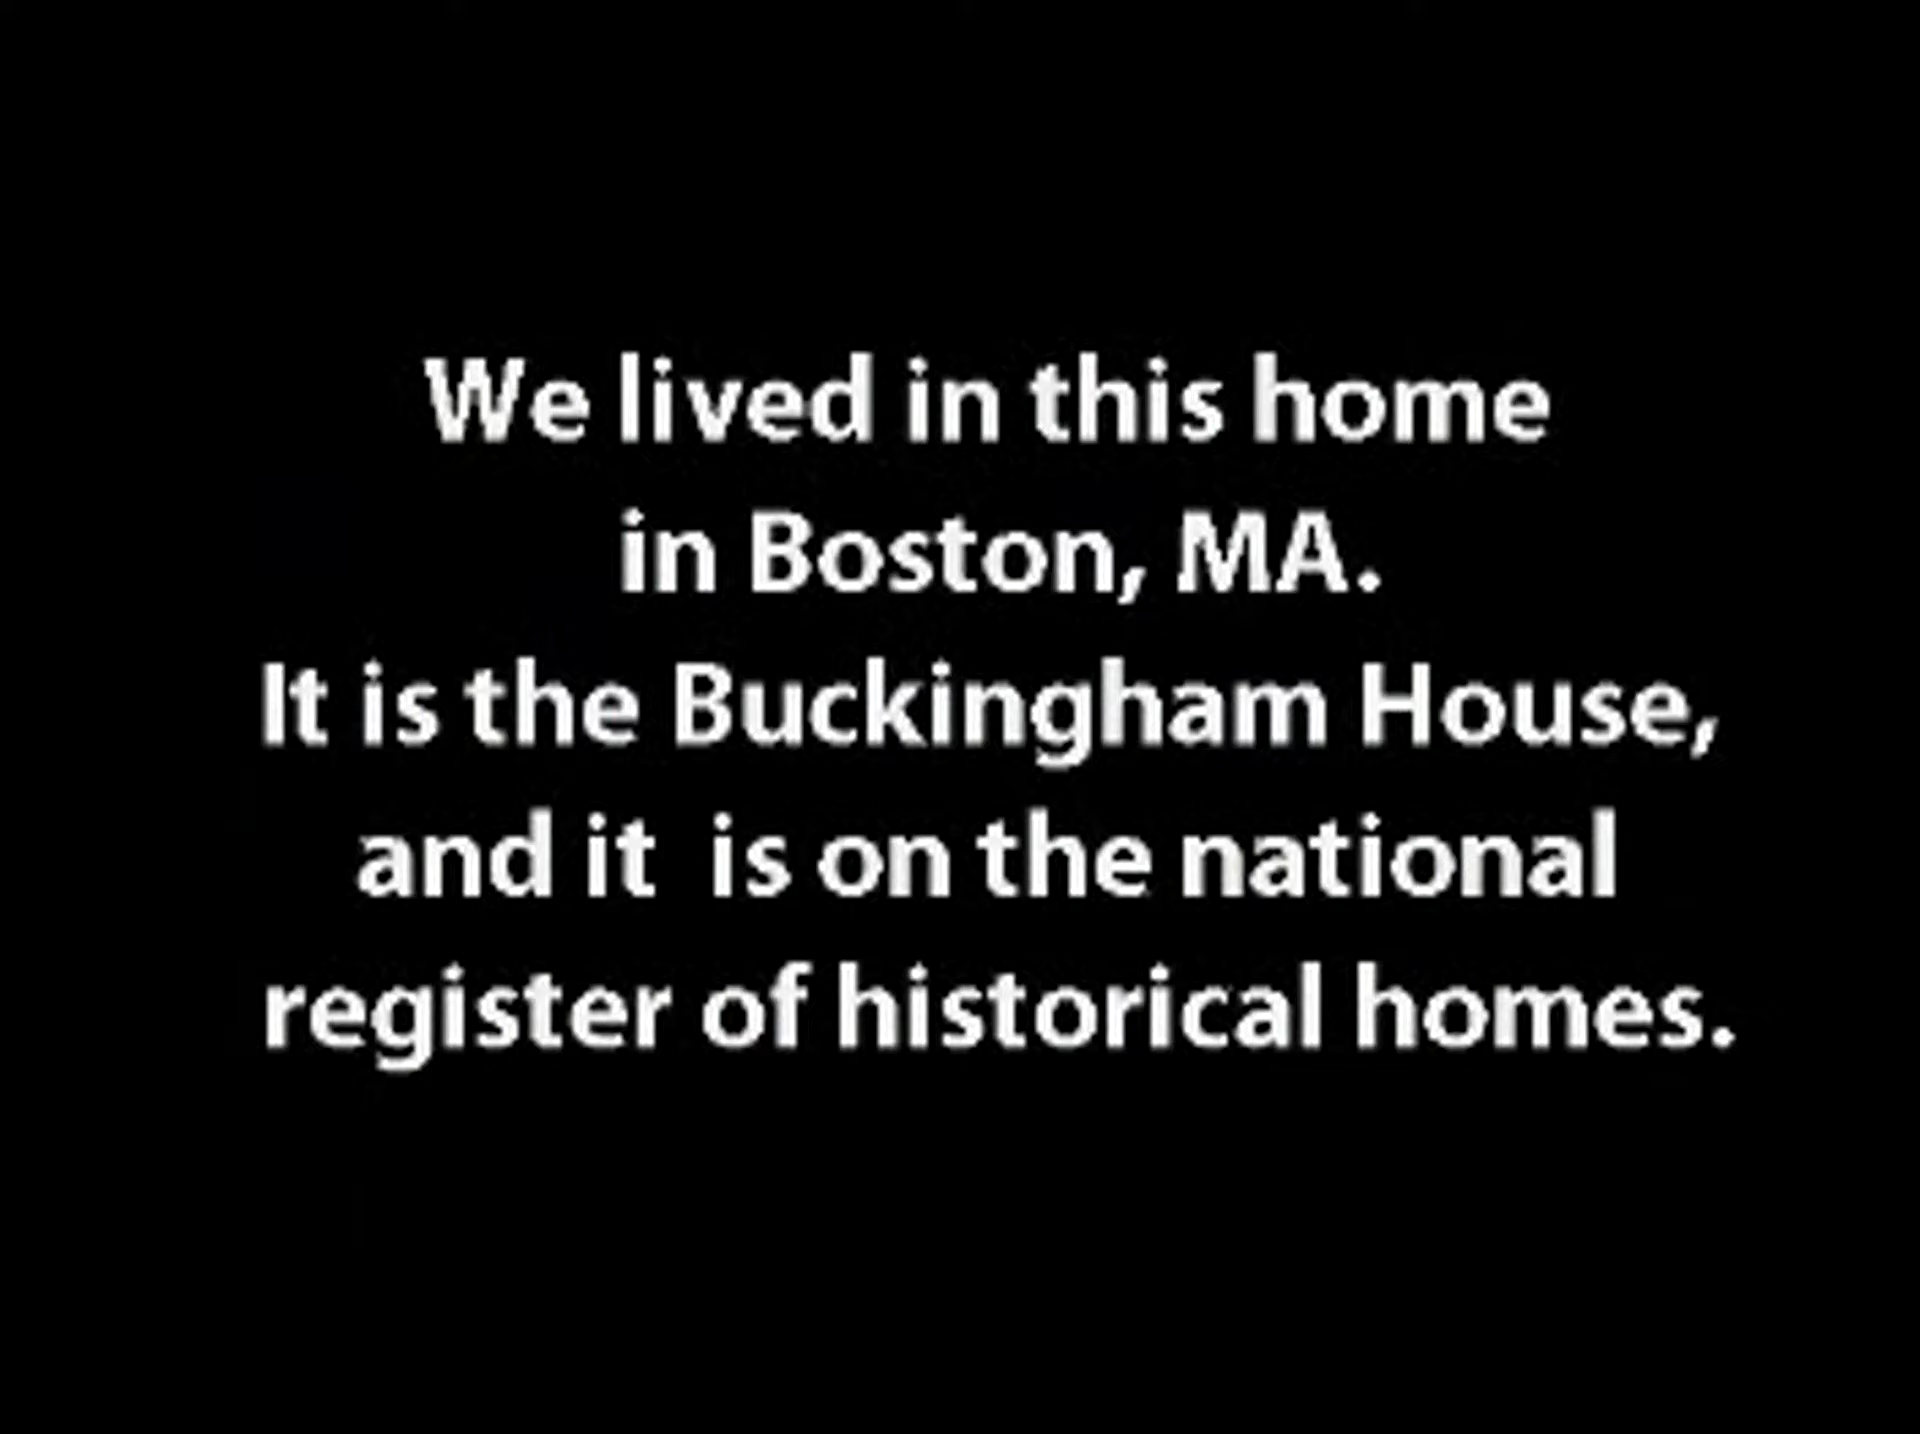 We lived in this home
in Boston, MA.
It is the Buckingham House,
and it  is on the national
register of historical homes.